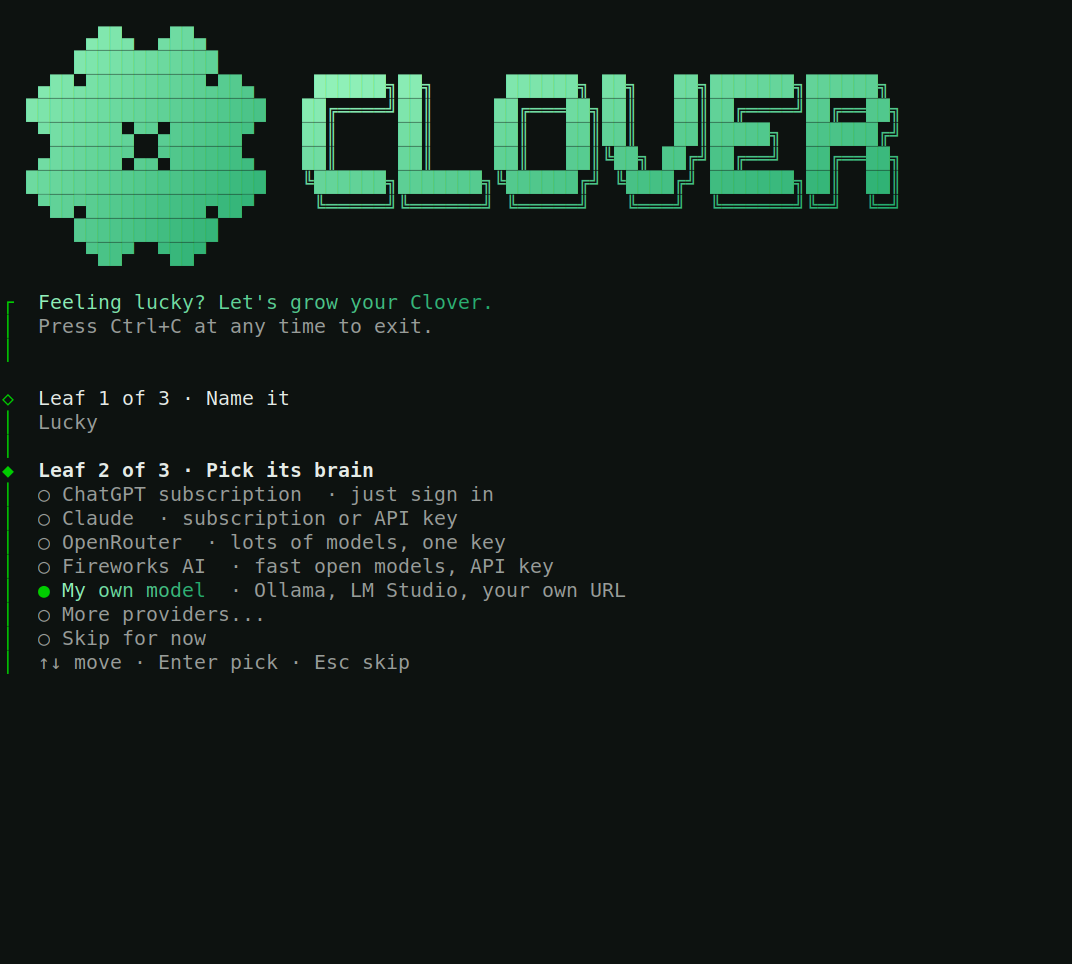 CLOVER
Feeling lucky? Let's grow your Clover.
Press Ctrl+C at any time to exit.
◇ Leaf 1 of 3 · Name it
Lucky
◆ Leaf 2 of 3 · Pick its brain
○ ChatGPT subscription · just sign in
○ Claude · subscription or API key
○ OpenRouter · lots of models, one key
○ Fireworks AI · fast open models, API key
● My own model · Ollama, LM Studio, your own URL
○ More providers...
○ Skip for now
↑↓ move · Enter pick · Esc skip